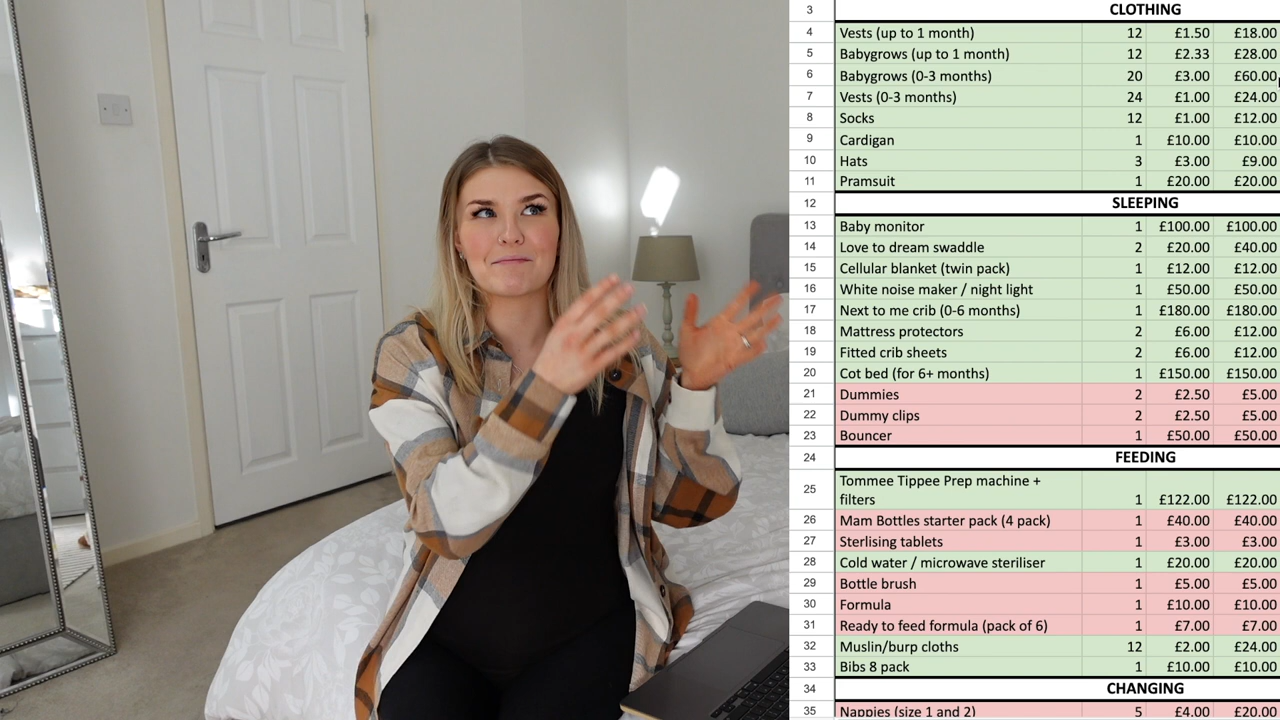 3 CLOTHING
4 Vests (up to 1 month) 12 £1.50 £18.00
5 Babygrows (up to 1 month) 12 £2.33 £28.00
6 Babygrows (0-3 months) 20 £3.00 £60.00
7 Vests (0-3 months) 24 £1.00 £24.00
8 Socks 12 £1.00 £12.00
9 Cardigan 1 £10.00 £10.00
10 Hats 3 £3.00 £9.00
11 Pramsuit 1 £20.00 £20.00
12 SLEEPING
13 Baby monitor 1 £100.00 £100.00
14 Love to dream swaddle 2 £20.00 £40.00
15 Cellular blanket (twin pack) 1 £12.00 £12.00
16 White noise maker / night light 1 £50.00 £50.00
17 Next to me crib (0-6 months) 1 £180.00 £180.00
18 Mattress protectors 2 £6.00 £12.00
19 Fitted crib sheets 2 £6.00 £12.00
20 Cot bed (for 6+ months) 1 £150.00 £150.00
21 Dummies 2 £2.50 £5.00
22 Dummy clips 2 £2.50 £5.00
23 Bouncer 1 £50.00 £50.00
24 FEEDING
Tommee Tippee Prep machine +
25 filters 1 £122.00 £122.00
26 Mam Bottles starter pack (4 pack) 1 £40.00 £40.00
27 Sterlising tablets 1 £3.00 £3.00
28 Cold water / microwave steriliser 1 £20.00 £20.00
29 Bottle brush 1 £5.00 £5.00
30 Formula 1 £10.00 £10.00
31 Ready to feed formula (pack of 6) 1 £7.00 £7.00
32 Muslin/burp cloths 12 £2.00 £24.00
33 Bibs 8 pack 1 £10.00 £10.00
34 CHANGING
35 Nappies (size 1 and 2) 5 £4.00 £20.00